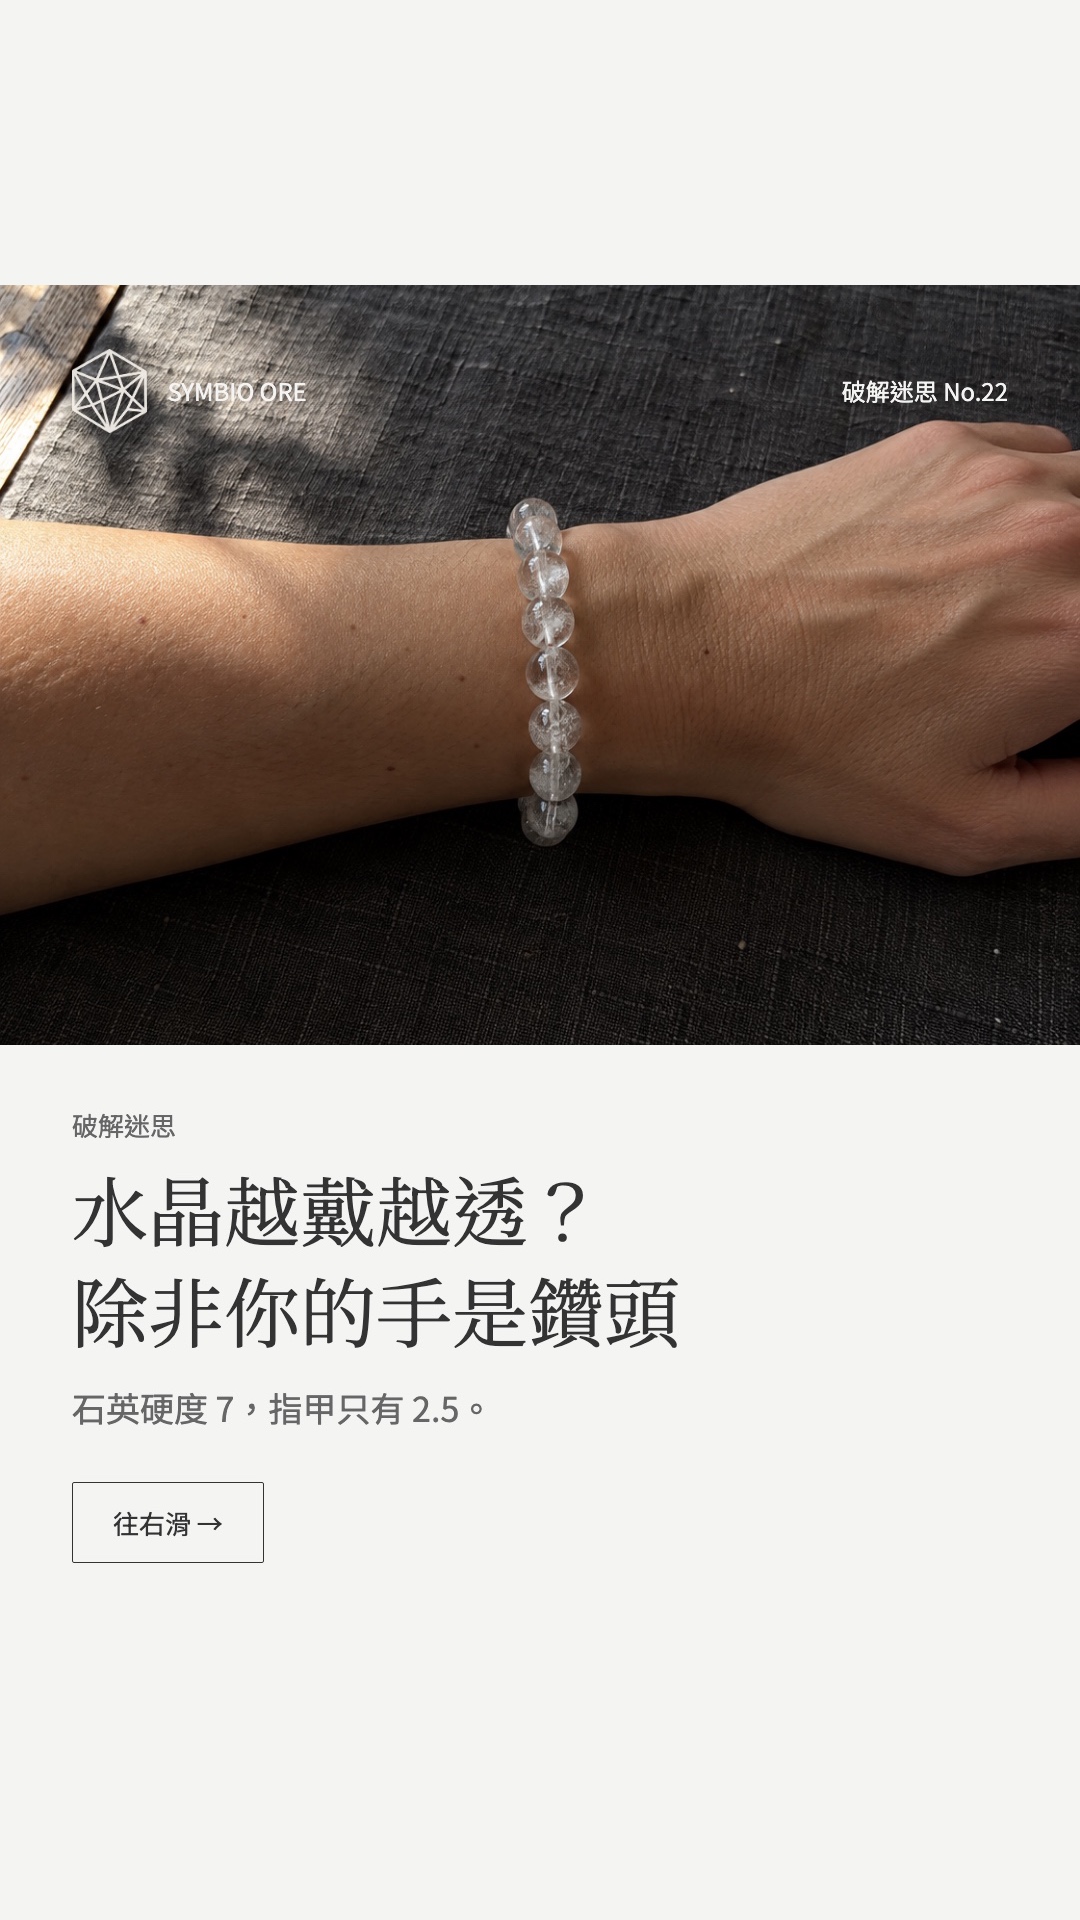 SYMBIO ORE
破解迷思 No.22
破解迷思
水晶越戴越透？
除非你的手是鑽頭
石英硬度 7，指甲只有 2.5。
往右滑 →